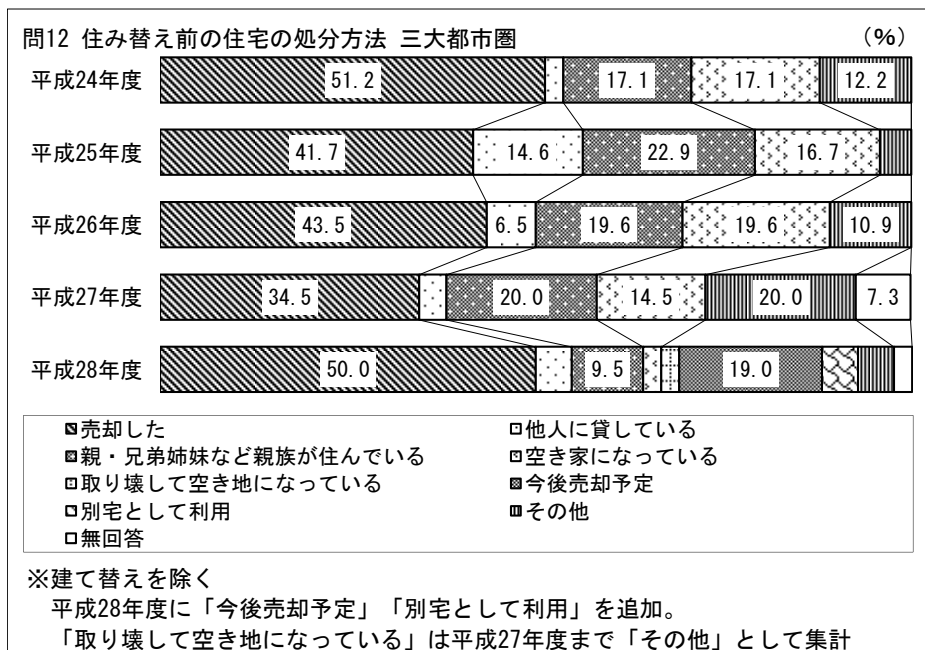 問12 住み替え前の住宅の処分方法 三大都市圏 （%）
平成24年度 51.2 17.1 17.1 12.2
平成25年度 41.7 14.6 22.9 16.7
平成26年度 43.5 6.5 19.6 19.6 10.9
平成27年度 34.5 20.0 14.5 20.0 7.3
平成28年度 50.0 9.5 19.0
売却した 他人に貸している
親・兄弟姉妹など親族が住んでいる 空き家になっている
取り壊して空き地になっている 今後売却予定
別宅として利用 その他
無回答
※建て替えを除く
平成28年度に「今後売却予定」「別宅として利用」を追加。
「取り壊して空き地になっている」は平成27年度まで「その他」として集計